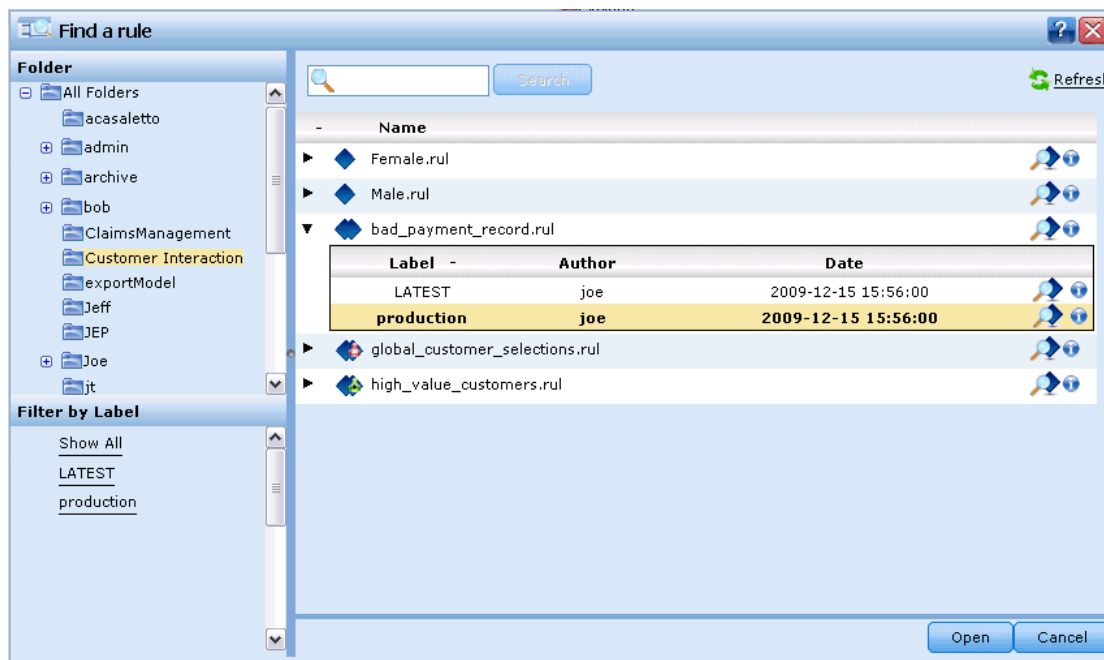 Find a rule
?
Folder
All Folders
acasaletto
admin
archive
bob
ClaimsManagement
Customer Interaction
exportModel
Jeff
JEP
Joe
jt
Filter by Label
Show All
LATEST
production
Search
Refresh
- Name
Female.rul
Male.rul
bad_payment_record.rul
Label - Author Date
LATEST joe 2009-12-15 15:56:00
production joe 2009-12-15 15:56:00
global_customer_selections.rul
high_value_customers.rul
Open Cancel